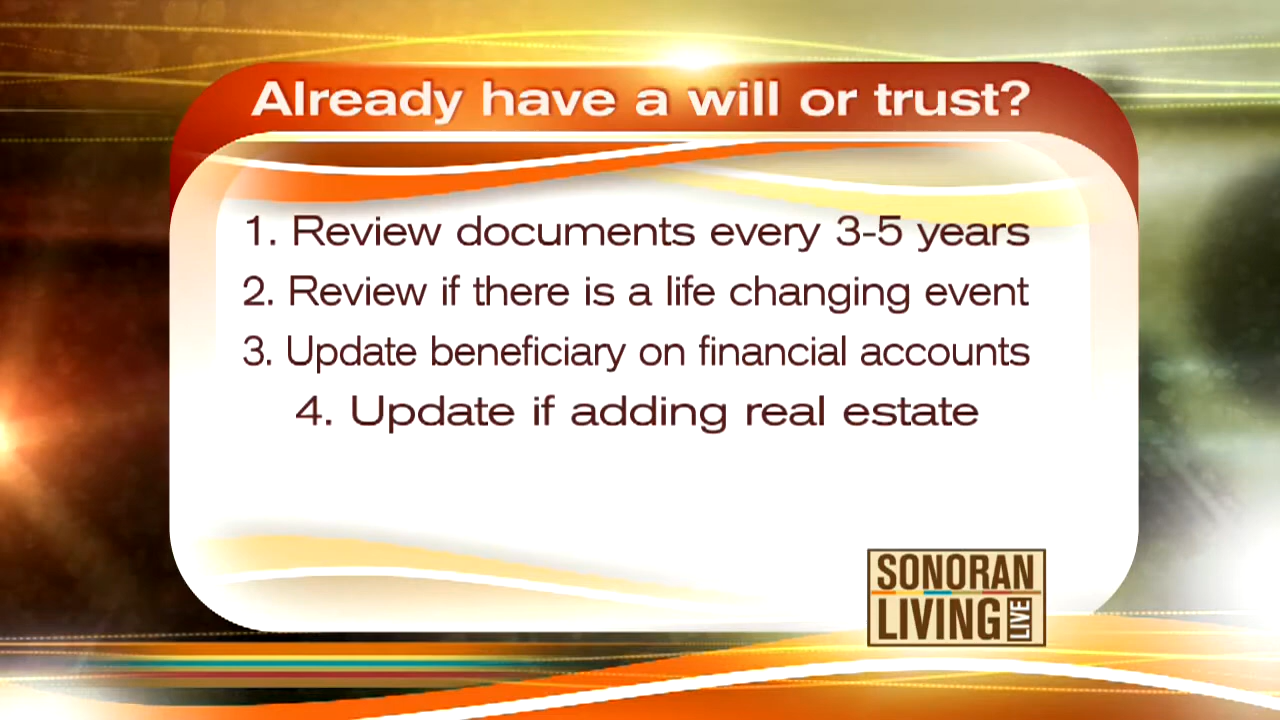 Already have a will or trust?
1. Review documents every 3-5 years
2. Review if there is a life changing event
3. Update beneficiary on financial accounts
4. Update if adding real estate
SONORAN
LIVING LIVE